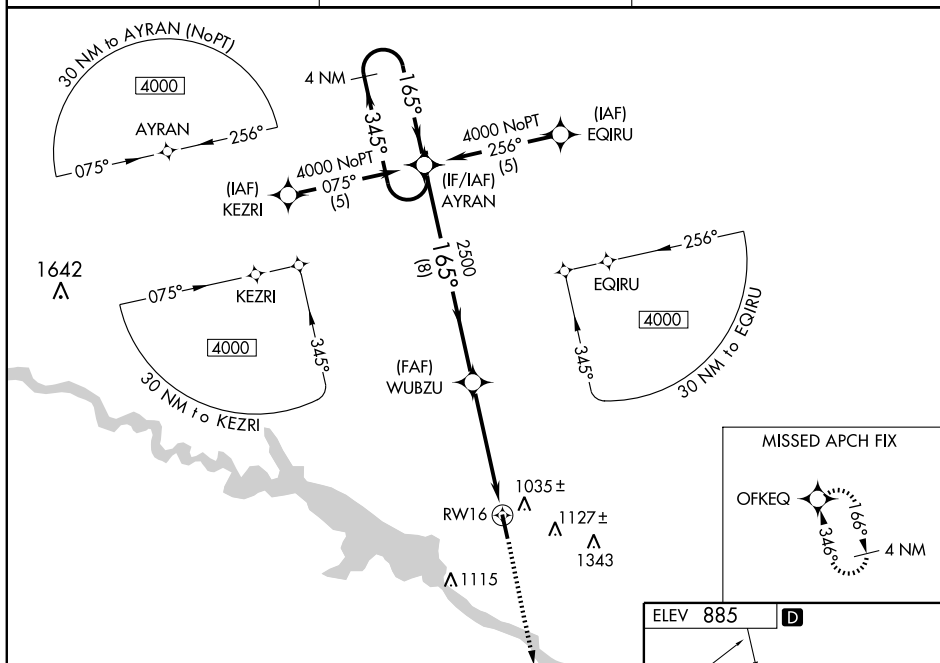 30 NM to AYRAN (NoPT)
4000
AYRAN
075°
256°
4 NM
345°
165°
(IAF)
EQIRU
4000 NoPT
256°
(5)
(IAF)
KEZRI
4000 NoPT
075°
(5)
(IF/IAF)
AYRAN
2500
165°
(8)
1642
075°
KEZRI
4000
345°
30 NM to KEZRI
256°
EQIRU
4000
345°
30 NM to EQIRU
(FAF)
WUBZU
RW16
1035±
1127±
1343
1115
MISSED APCH FIX
OFKEQ
166°
346°
4 NM
ELEV 885
D